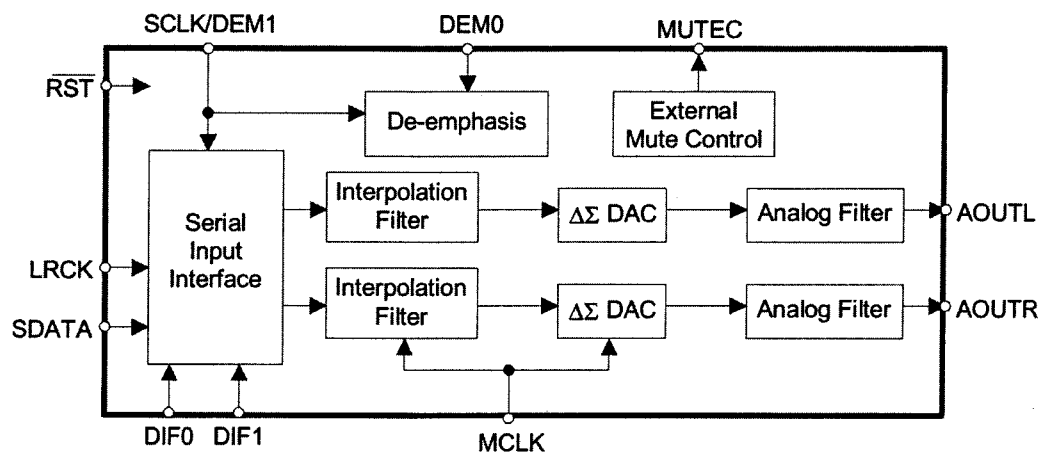 SCLK/DEM1
DEM0
MUTEC
RST
De-emphasis
External
Mute Control
Serial
Input
Interface
Interpolation
Filter
ΔΣ DAC
Analog Filter
AOUTL
LRCK
Interpolation
Filter
ΔΣ DAC
Analog Filter
AOUTR
SDATA
DIF0
DIF1
MCLK